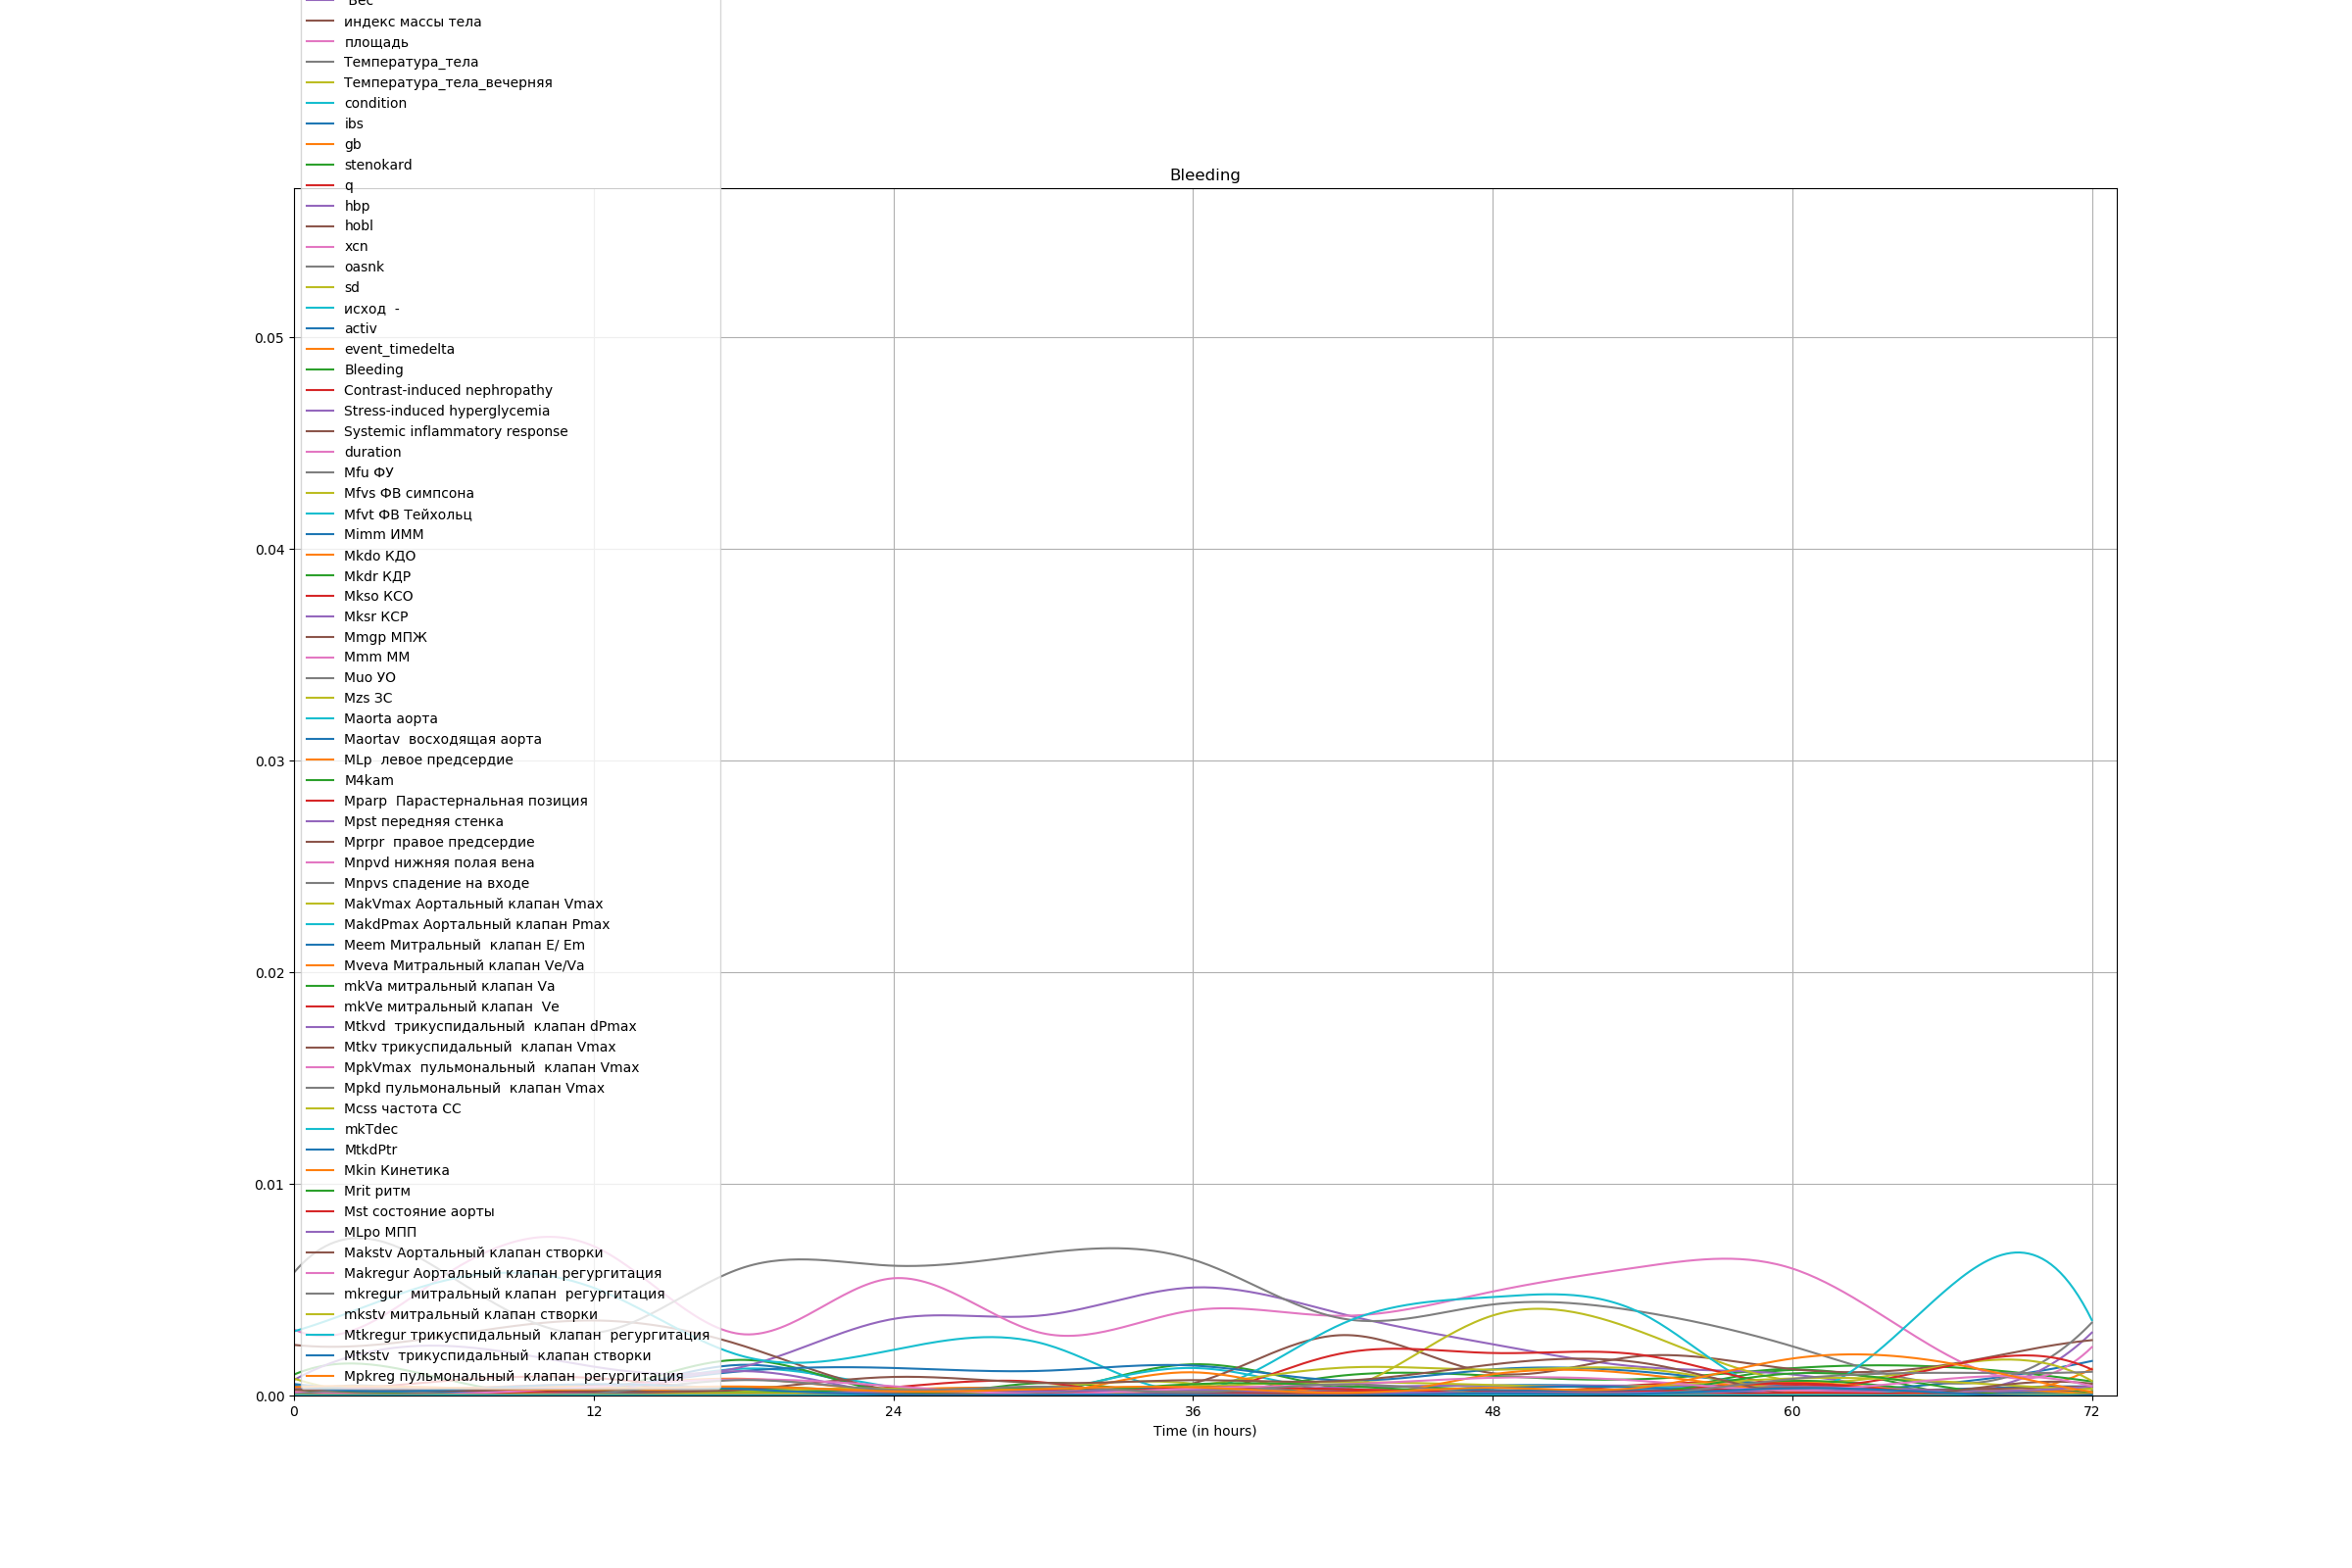 Вес
индекс массы тела
площадь
Температура_тела
Температура_тела_вечерняя
condition
ibs
gb
stenokard
q
hbp
hobl
xcn
oasnk
sd
исход  -
activ
event_timedelta
Bleeding
Contrast-induced nephropathy
Stress-induced hyperglycemia
Systemic inflammatory response
duration
Mfu ФУ
Mfvs ФВ симпсона
Mfvt ФВ Тейхольц
Mimm ИММ
Mkdo КДО
Mkdr КДР
Mkso КСО
Mksr КСР
Mmgp МПЖ
Mmm ММ
Muo УО
Mzs ЗС
Maorta аорта
Maortav  восходящая аорта
MLp  левое предсердие
M4kam
Mparp  Парастернальная позиция
Mpst передняя стенка
Mprpr  правое предсердие
Mnpvd нижняя полая вена
Mnpvs спадение на входе
MakVmax Аортальный клапан Vmax
MakdPmax Аортальный клапан Pmax
Meem Митральный  клапан E/ Em
Mveva Митральный клапан Ve/Va
mkVa митральный клапан Va
mkVe митральный клапан  Ve
Mtkvd  трикуспидальный  клапан dPmax
Mtkv трикуспидальный  клапан Vmax
MpkVmax  пульмональный  клапан Vmax
Mpkd пульмональный  клапан Vmax
Mcss частота СС
mkTdec
MtkdPtr
Mkin Кинетика
Mrit ритм
Mst состояние аорты
MLpo МПП
Makstv Аортальный клапан створки
Makregur Аортальный клапан регургитация
mkregur  митральный клапан  регургитация
mkstv митральный клапан створки
Mtkregur трикуспидальный  клапан  регургитация
Mtkstv  трикуспидальный  клапан створки
Mpkreg пульмональный  клапан  регургитация
Bleeding
0.05
0.04
0.03
0.02
0.01
0.00
0 12 24 36 48 60 72
Time (in hours)